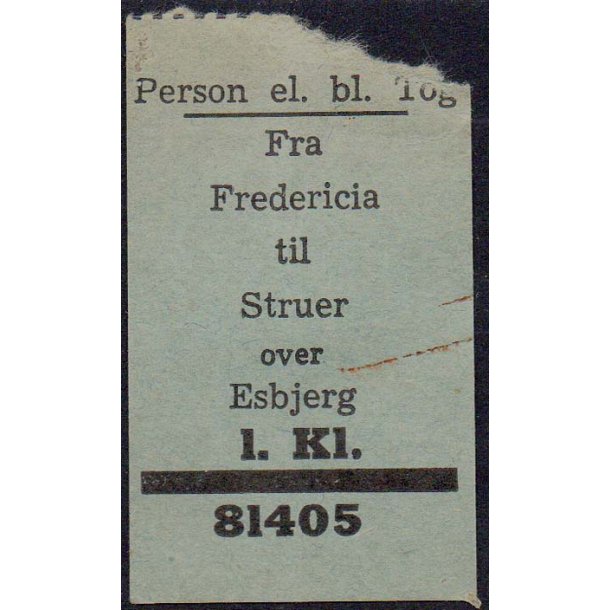 Person el. bl. Tog
Fra
Fredericia
til
Struer
over
Esbjerg
1. Kl.
81405